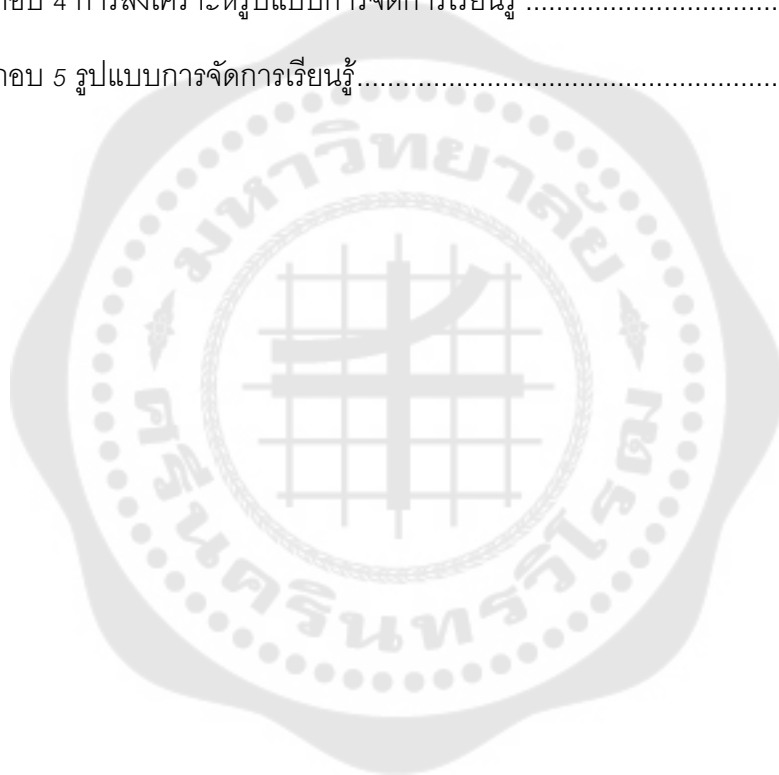 กอบ 4 การสังเคราะห์รูปแบบการจัดการเรียนรู้ ................................
กอบ 5 รูปแบบการจัดการเรียนรู้......................................................
มหาวิทยาลัย
ศรีนครินทรวิโรฒ